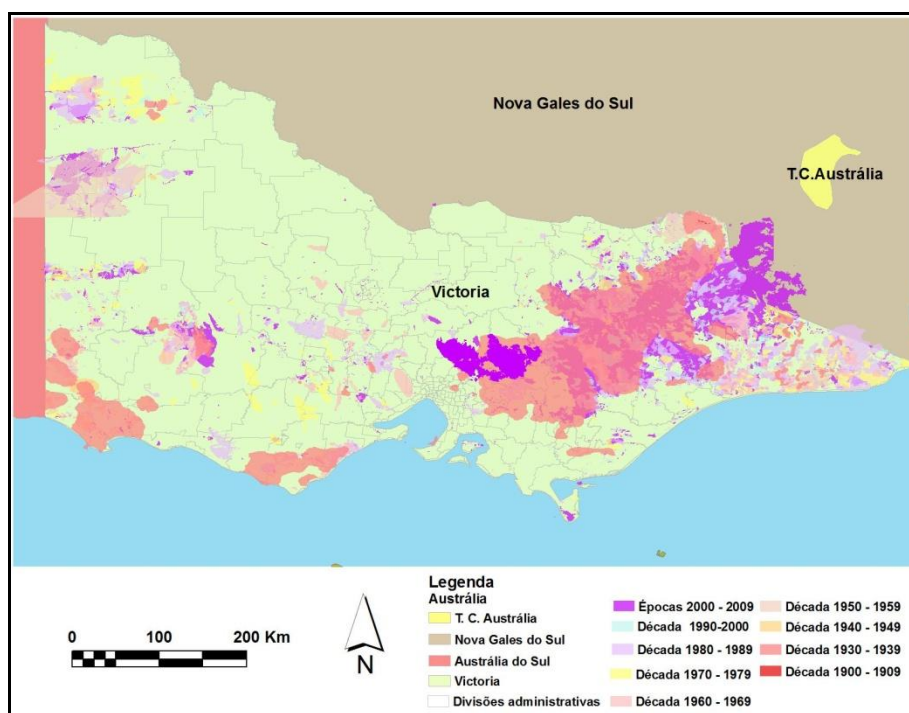 Nova Gales do Sul
T.C.Austrália
Victoria
Legenda
Austrália
T. C. Austrália
Nova Gales do Sul
Austrália do Sul
Victoria
Divisões administrativas
Épocas 2000 - 2009
Década 1990-2000
Década 1980 - 1989
Década 1970 - 1979
Década 1960 - 1969
Década 1950 - 1959
Década 1940 - 1949
Década 1930 - 1939
Década 1900 - 1909
0 100 200 Km
N